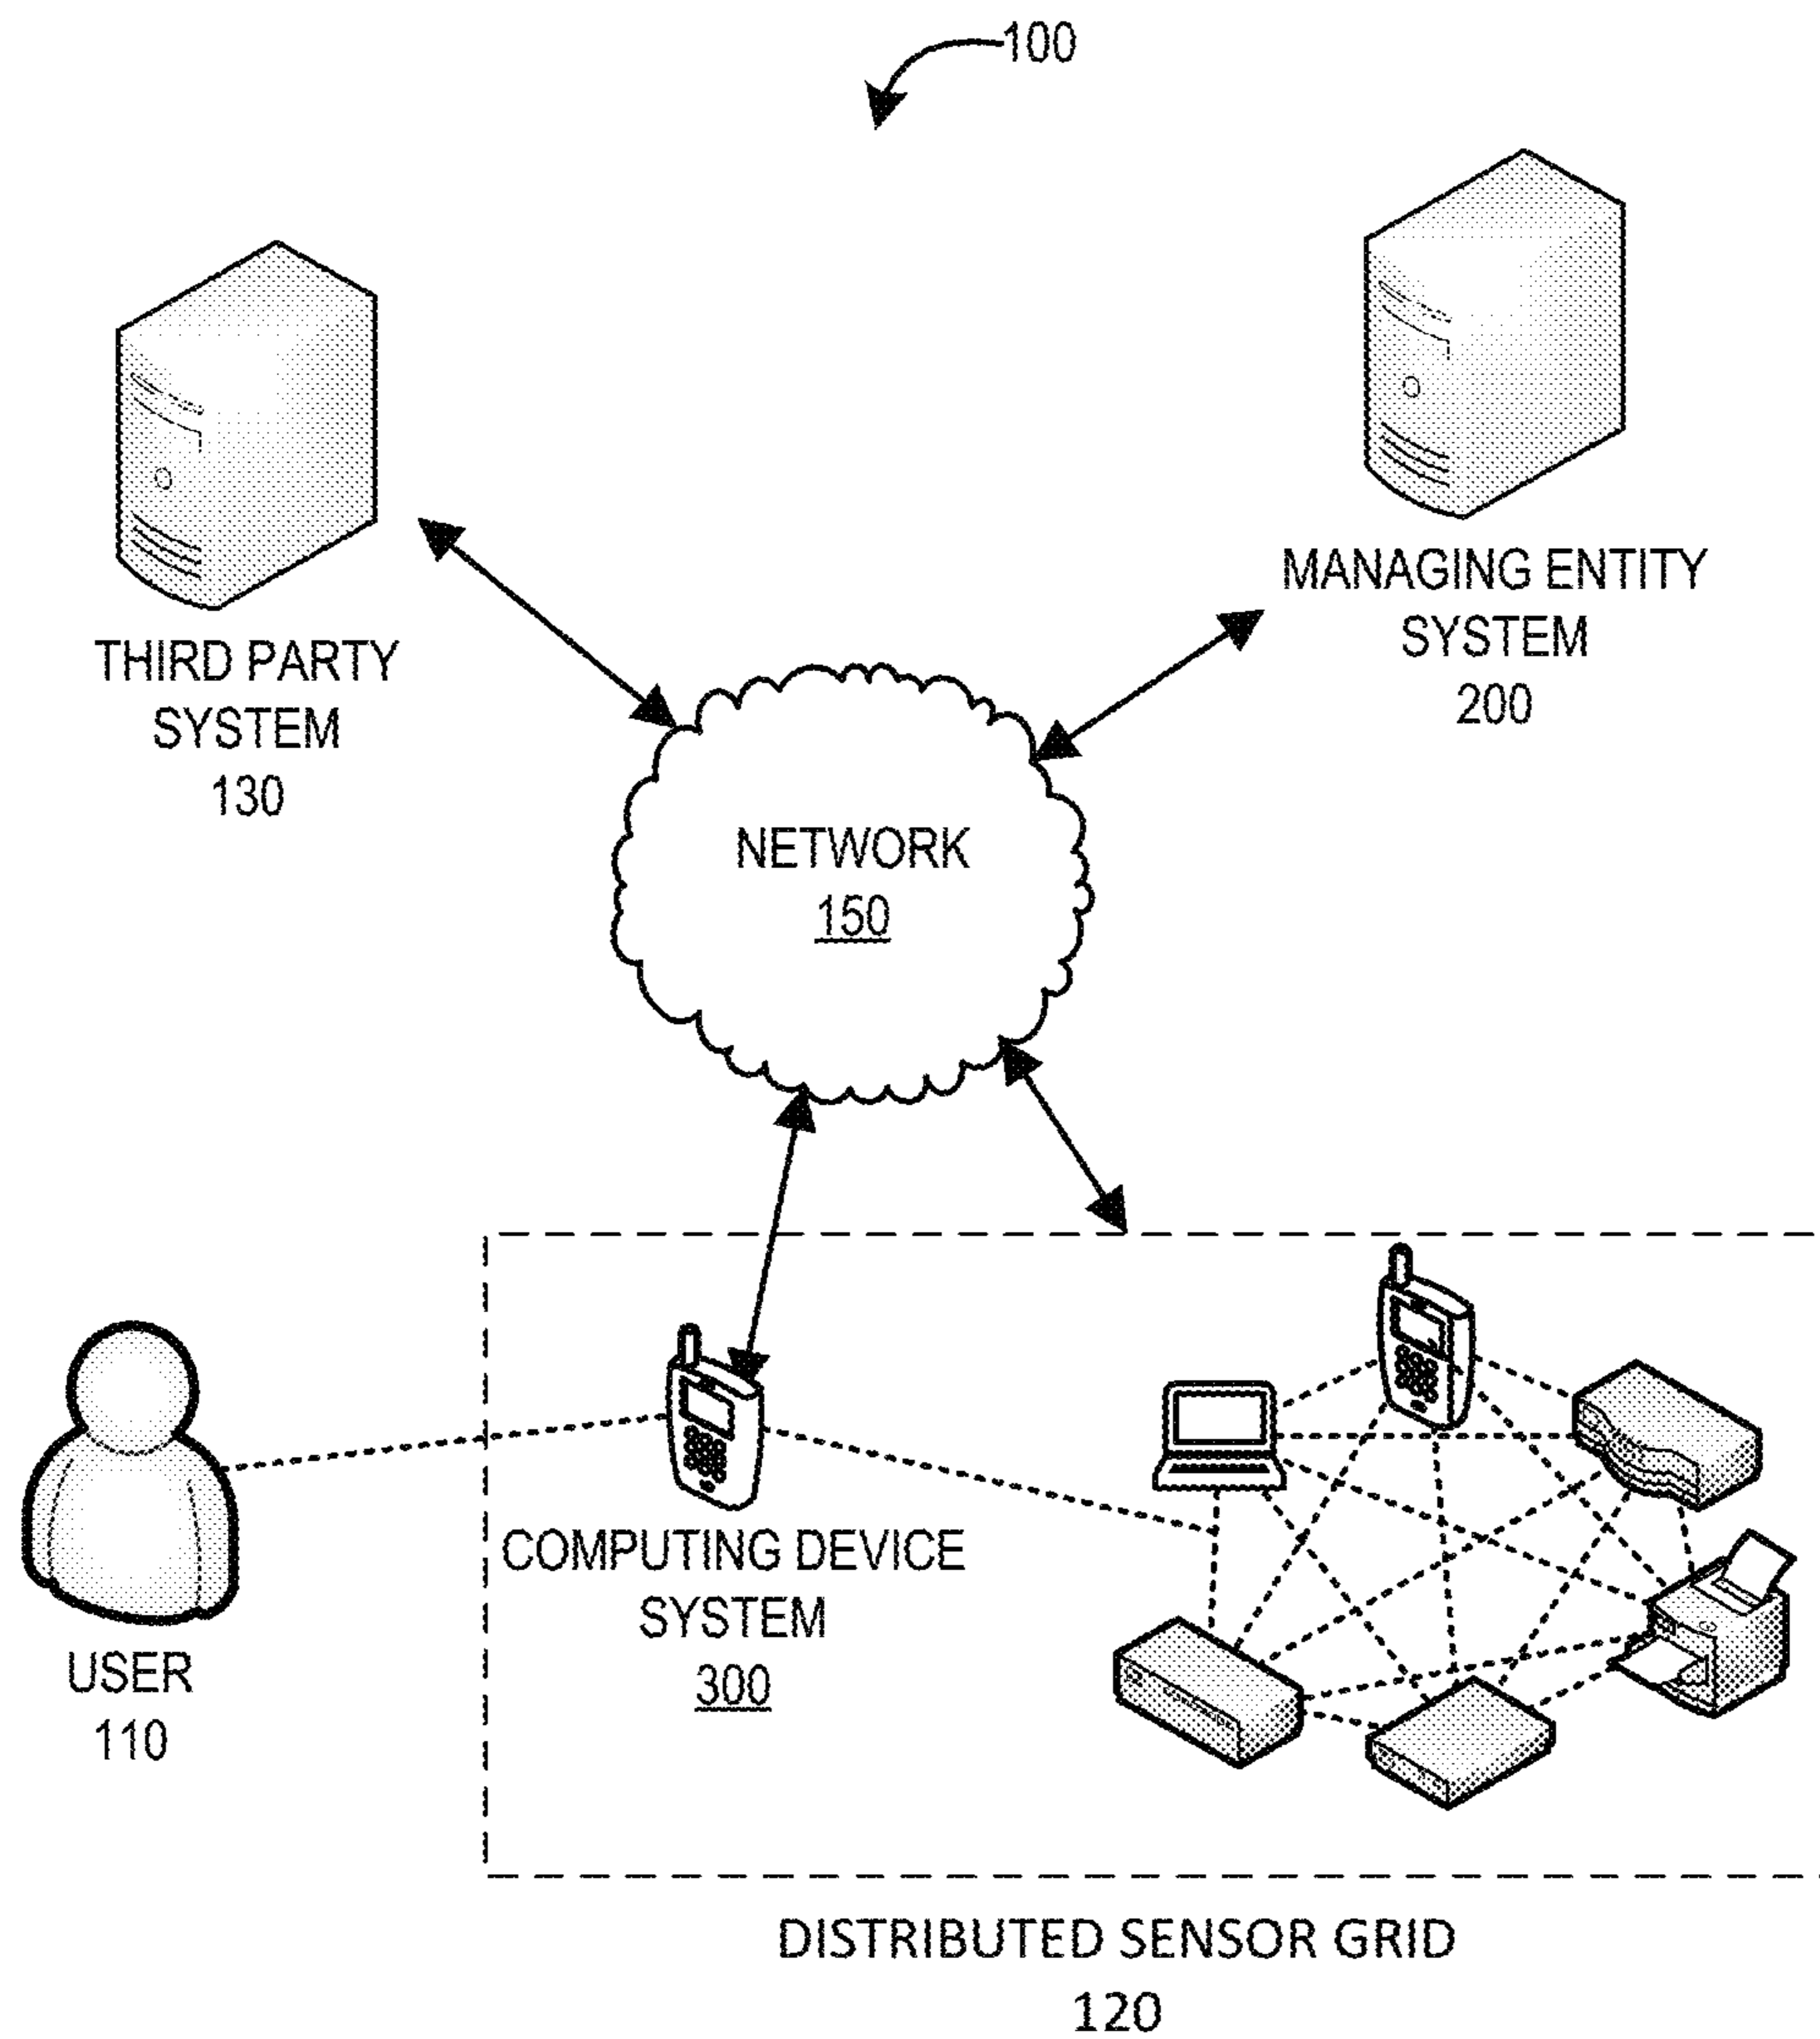 100
MANAGING ENTITY
SYSTEM
200
THIRD PARTY
SYSTEM
130
NETWORK
150
COMPUTING DEVICE
SYSTEM
300
USER
110
DISTRIBUTED SENSOR GRID
120